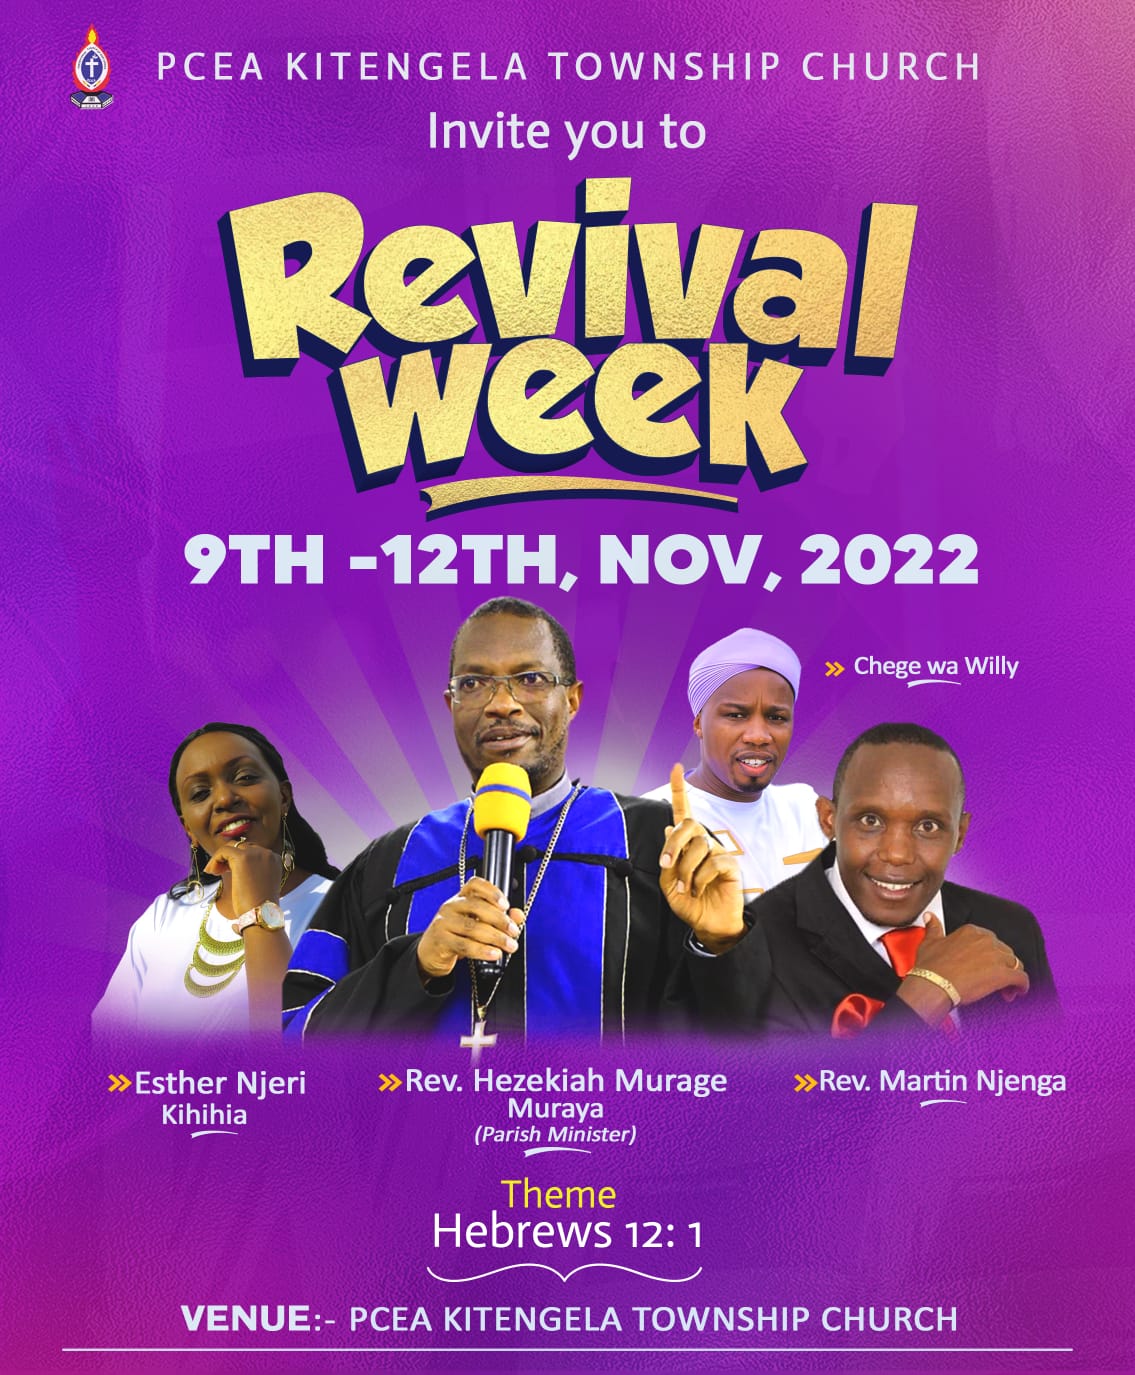 PCEA KITENGELA TOWNSHIP CHURCH
Invite you to
Revival
week
9TH -12TH, NOV, 2022
» Chege wa Willy
»Esther Njeri
Kihihia
»Rev. Hezekiah Murage
Muraya
(Parish Minister)
»Rev. Martin Njenga
Theme
Hebrews 12: 1
VENUE:- PCEA KITENGELA TOWNSHIP CHURCH